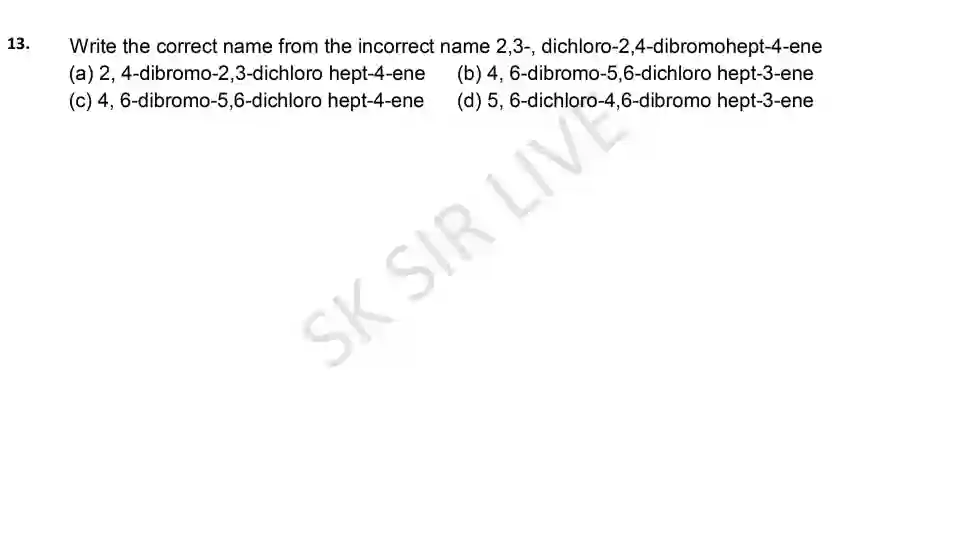 13. Write the correct name from the incorrect name 2,3-, dichloro-2,4-dibromohept-4-ene
(a) 2, 4-dibromo-2,3-dichloro hept-4-ene (b) 4, 6-dibromo-5,6-dichloro hept-3-ene
(c) 4, 6-dibromo-5,6-dichloro hept-4-ene (d) 5, 6-dichloro-4,6-dibromo hept-3-ene
SK SIR LIVE